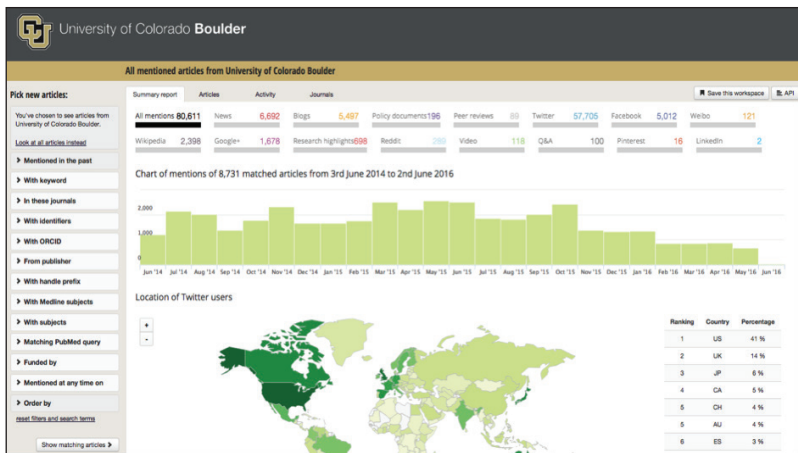 University of Colorado Boulder
All mentioned articles from University of Colorado Boulder
Pick new articles:
You've chosen to see articles from
University of Colorado Boulder.
Look at all articles instead
Mentioned in the past
With keyword
In these journals
With identifiers
With ORCID
From publisher
With handle prefix
With Medline subjects
With subjects
Matching PubMed query
Funded by
Mentioned at any time on
Order by
reset filters and search terms
Show matching articles
Summary report Articles Activity Journals
Save this workspace API
All mentions 80,611 News 6,692 Blogs 5,497 Policy documents 196 Peer reviews Twitter 57,705 Facebook 5,012 Weibo 121
Wikipedia 2,398 Google+ 1,678 Research highlights 698 Reddit Video 118 Q&A 100 Pinterest 16 LinkedIn 2
Chart of mentions of 8,731 matched articles from 3rd June 2014 to 2nd June 2016
2,000
1,000
0
Jun '14 Jul '14 Aug '14 Sep '14 Oct '14 Nov '14 Dec '14 Jan '15 Feb '15 Mar '15 Apr '15 May '15 Jun '15 Jul '15 Aug '15 Sep '15 Oct '15 Nov '15 Dec '15 Jan '16 Feb '16 Mar '16 Apr '16 May '16 Jun '16
Location of Twitter users
+
-
Ranking Country Percentage
1 US 41 %
2 UK 14 %
3 JP 6 %
4 CA 5 %
5 CH 4 %
5 AU 4 %
6 ES 3 %